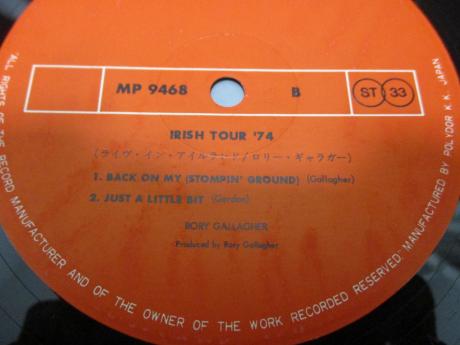 MP 9468 B ST 33
IRISH TOUR '74
(ライヴ・イン・アイルランド/ロリー・ギャラガー)
1. BACK ON MY (STOMPIN' GROUND) (Gallagher)
2. JUST A LITTLE BIT (Gordon)
RORY GALLAGHER
Produced by Rory Gallagher
"ALL RIGHTS OF THE RECORD MANUFACTURER AND OF THE OWNER OF THE WORK RECORDED RESERVED" MANUFACTURED BY POLYDOR K.K. JAPAN